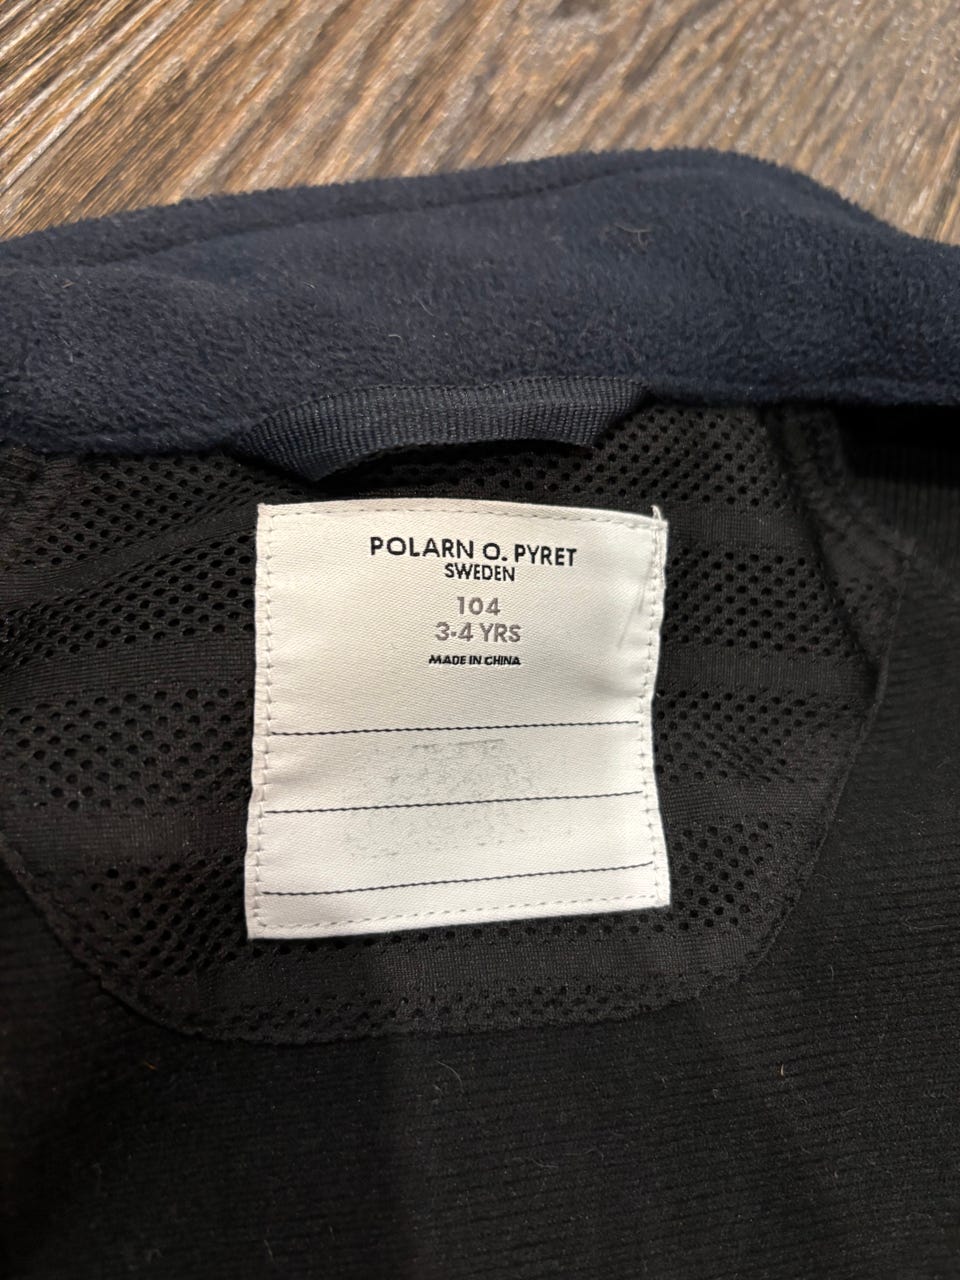 POLARN O. PYRET
SWEDEN
104
3-4 YRS
MADE IN CHINA